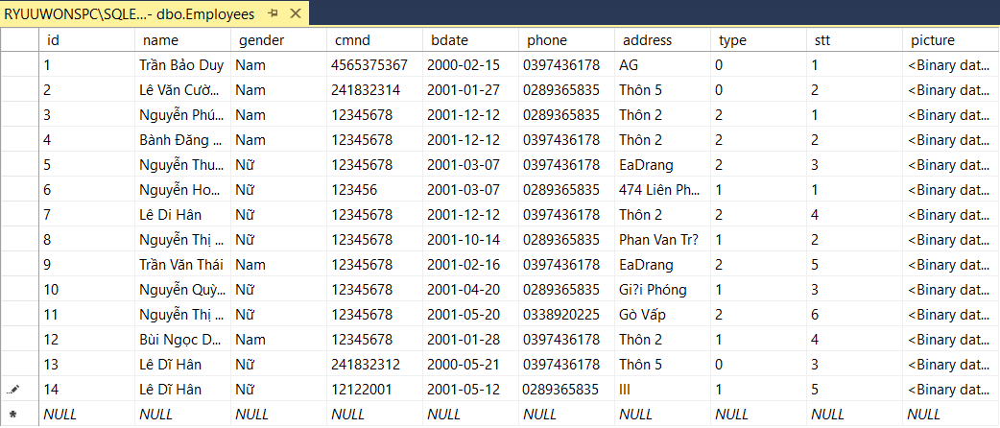 RYUUWONSPC\SQLE...- dbo.Employees
id name gender cmnd bdate phone address type stt picture
1 Trần Bảo Duy Nam 4565375367 2000-02-15 0397436178 AG 0 1 <Binary dat...
2 Lê Văn Cườ... Nam 241832314 2001-01-27 0289365835 Thôn 5 0 2 <Binary dat...
3 Nguyễn Phú... Nam 12345678 2001-12-12 0289365835 Thôn 2 2 1 <Binary dat...
4 Bành Đăng ... Nam 12345678 2001-12-12 0397436178 Thôn 2 2 2 <Binary dat...
5 Nguyễn Thu... Nữ 12345678 2001-03-07 0397436178 EaDrang 2 3 <Binary dat...
6 Nguyễn Ho... Nữ 123456 2001-03-07 0289365835 474 Liên Ph... 1 1 <Binary dat...
7 Lê Di Hân Nữ 12345678 2001-12-12 0397436178 Thôn 2 2 4 <Binary dat...
8 Nguyễn Thị ... Nữ 12345678 2001-10-14 0289365835 Phan Van Tr? 1 2 <Binary dat...
9 Trần Văn Thái Nam 12345678 2001-02-16 0397436178 EaDrang 2 5 <Binary dat...
10 Nguyễn Quỳ... Nữ 12345678 2001-04-20 0289365835 Gi?i Phóng 1 3 <Binary dat...
11 Nguyễn Thị ... Nữ 12345678 2001-05-20 0338920225 Gò Vấp 2 6 <Binary dat...
12 Bùi Ngọc D... Nam 12345678 2001-01-28 0397436178 Thôn 2 1 4 <Binary dat...
13 Lê Dĩ Hân Nữ 241832312 2000-05-21 0397436178 Thôn 5 0 3 <Binary dat...
14 Lê Dĩ Hân Nữ 12122001 2001-05-12 0289365835 III 1 5 <Binary dat...
NULL NULL NULL NULL NULL NULL NULL NULL NULL NULL